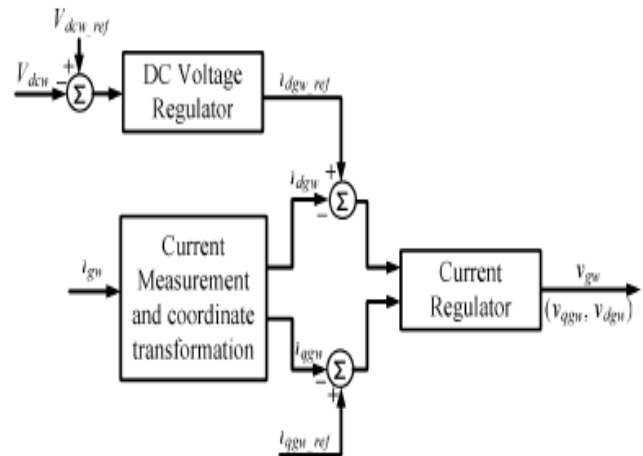 V_dcw_ref
V_dcw
+
−
Σ
DC Voltage
Regulator
i_dgw_ref
+
i_dgw
−
Σ
i_gw
Current
Measurement
and coordinate
transformation
Current
Regulator
v_gw
(v_qgw, v_dgw)
i_qgw
−
Σ
+
i_qgw_ref